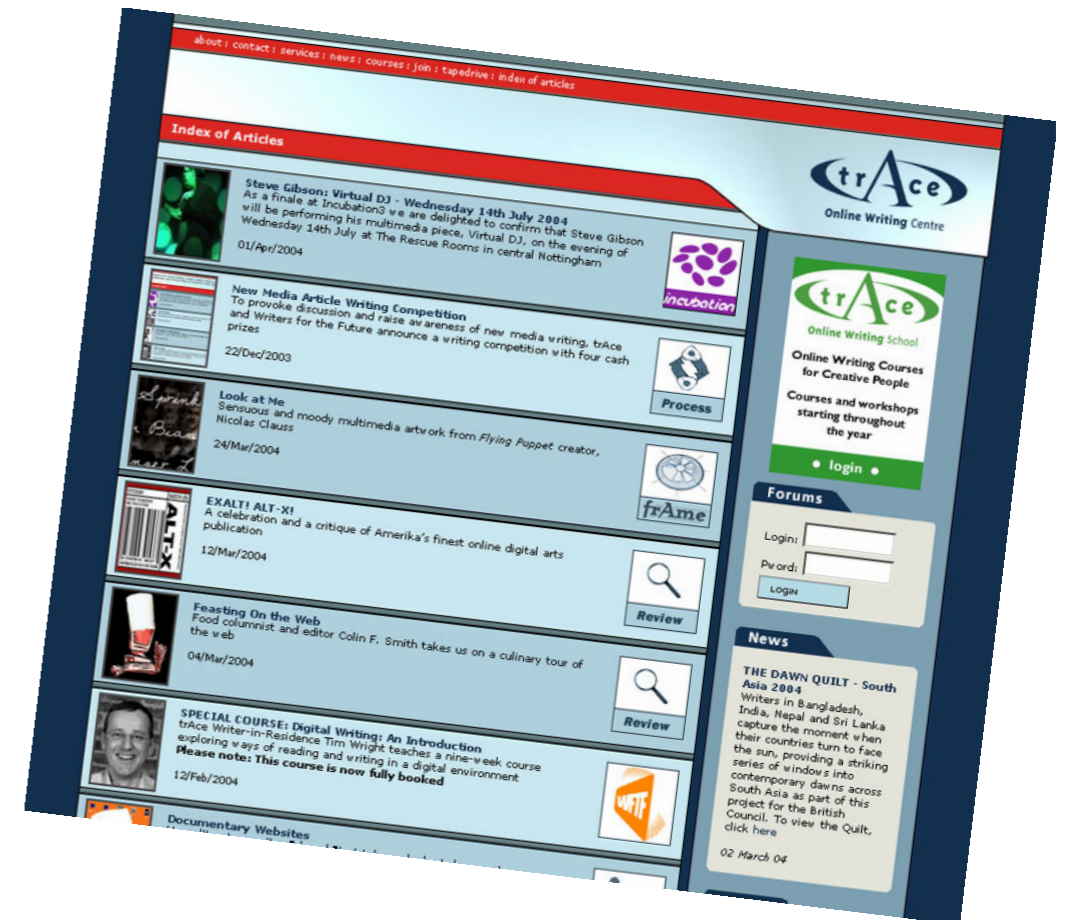 about : contact : services : news : courses : join : tapedrive : index of articles
Index of Articles
trAce
Online Writing Centre
Steve Gibson: Virtual DJ - Wednesday 14th July 2004
As a finale at Incubation3 we are delighted to confirm that Steve Gibson
will be performing his multimedia piece, Virtual DJ, on the evening of
Wednesday 14th July at The Rescue Rooms in central Nottingham
01/Apr/2004
incubation
New Media Article Writing Competition
To provoke discussion and raise awareness of new media writing, trAce
and Writers for the Future announce a writing competition with four cash
prizes
22/Dec/2003
Process
Look at Me
Sensuous and moody multimedia artwork from Flying Puppet creator,
Nicolas Clauss
24/Mar/2004
frAme
EXALT! ALT-X!
A celebration and a critique of Amerika's finest online digital arts
publication
12/Mar/2004
ALT-X
Review
Feasting On the Web
Food columnist and editor Colin F. Smith takes us on a culinary tour of
the web
04/Mar/2004
Review
SPECIAL COURSE: Digital Writing: An Introduction
trAce Writer-in-Residence Tim Wright teaches a nine-week course
exploring ways of reading and writing in a digital environment
Please note: This course is now fully booked
12/Feb/2004
WFTF
Documentary Websites
trAce
Online Writing School
Online Writing Courses
for Creative People
Courses and workshops
starting throughout
the year
• login •
Forums
Login:
Pword:
LOGIN
News
THE DAWN QUILT - South
Asia 2004
Writers in Bangladesh,
India, Nepal and Sri Lanka
capture the moment when
their countries turn to face
the sun, providing a striking
series of windows into
contemporary dawns across
South Asia as part of this
project for the British
Council. To view the Quilt,
click here
02 March 04